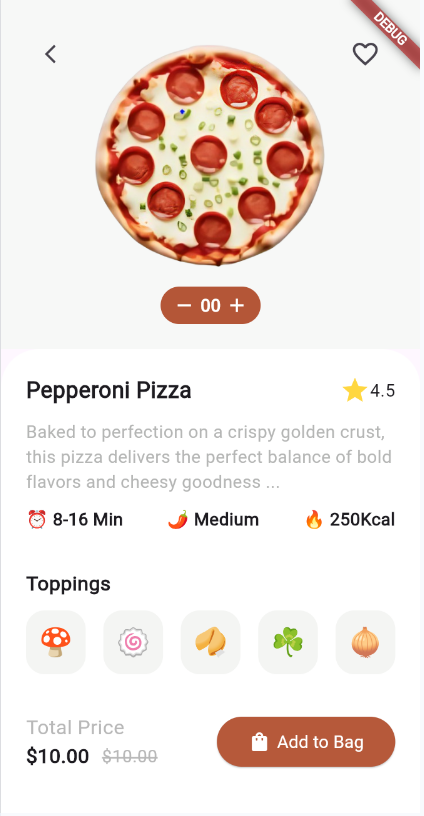 DEBUG
00
Pepperoni Pizza
4.5
Baked to perfection on a crispy golden crust,
this pizza delivers the perfect balance of bold
flavors and cheesy goodness ...
8-16 Min Medium 250Kcal
Toppings
Total Price
$10.00 $10.00
Add to Bag